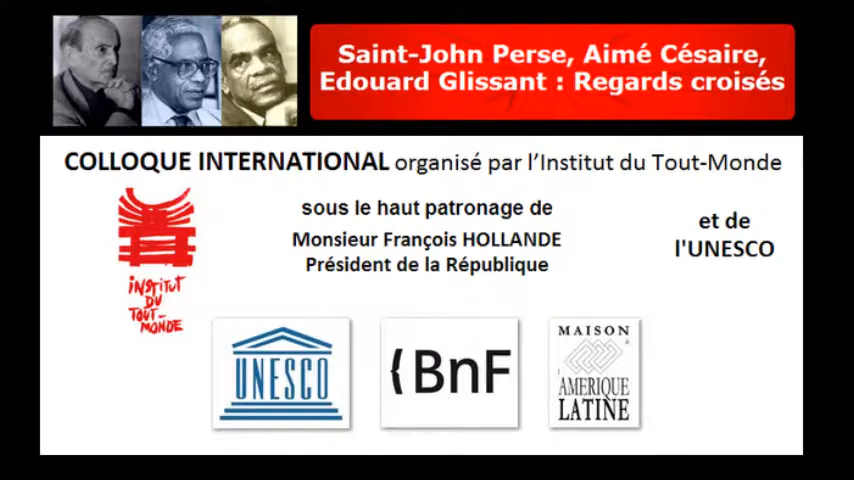 Saint-John Perse, Aimé Césaire,
Edouard Glissant : Regards croisés
COLLOQUE INTERNATIONAL organisé par l’Institut du Tout-Monde
sous le haut patronage de
Monsieur François HOLLANDE
Président de la République
et de
l'UNESCO
INSTITUT
DU
TOUT-
MONDE
UNESCO
{BnF
MAISON
AMERIQUE
LATINE